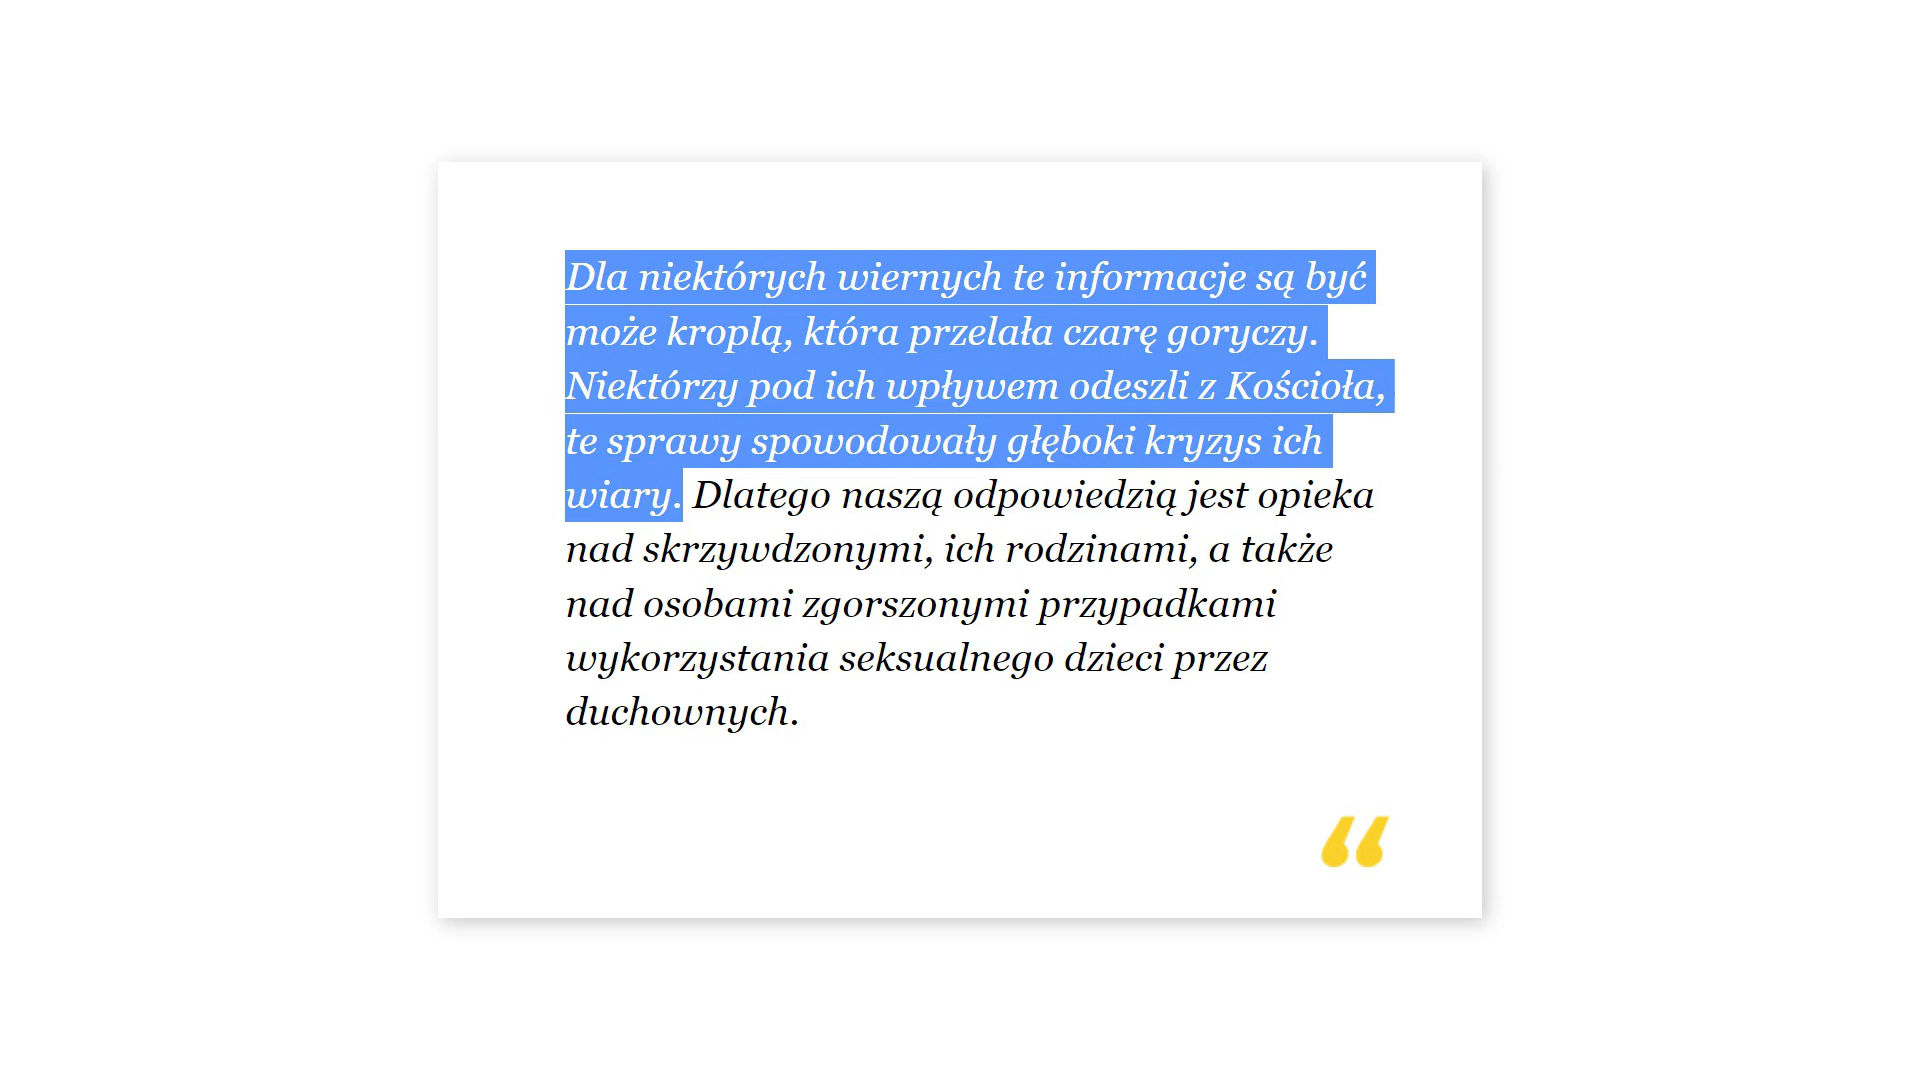 Dla niektórych wiernych te informacje są być
może kroplą, która przelała czarę goryczy.
Niektórzy pod ich wpływem odeszli z Kościoła,
te sprawy spowodowały głęboki kryzys ich
wiary. Dlatego naszą odpowiedzią jest opieka
nad skrzywdzonymi, ich rodzinami, a także
nad osobami zgorszonymi przypadkami
wykorzystania seksualnego dzieci przez
duchownych.
“